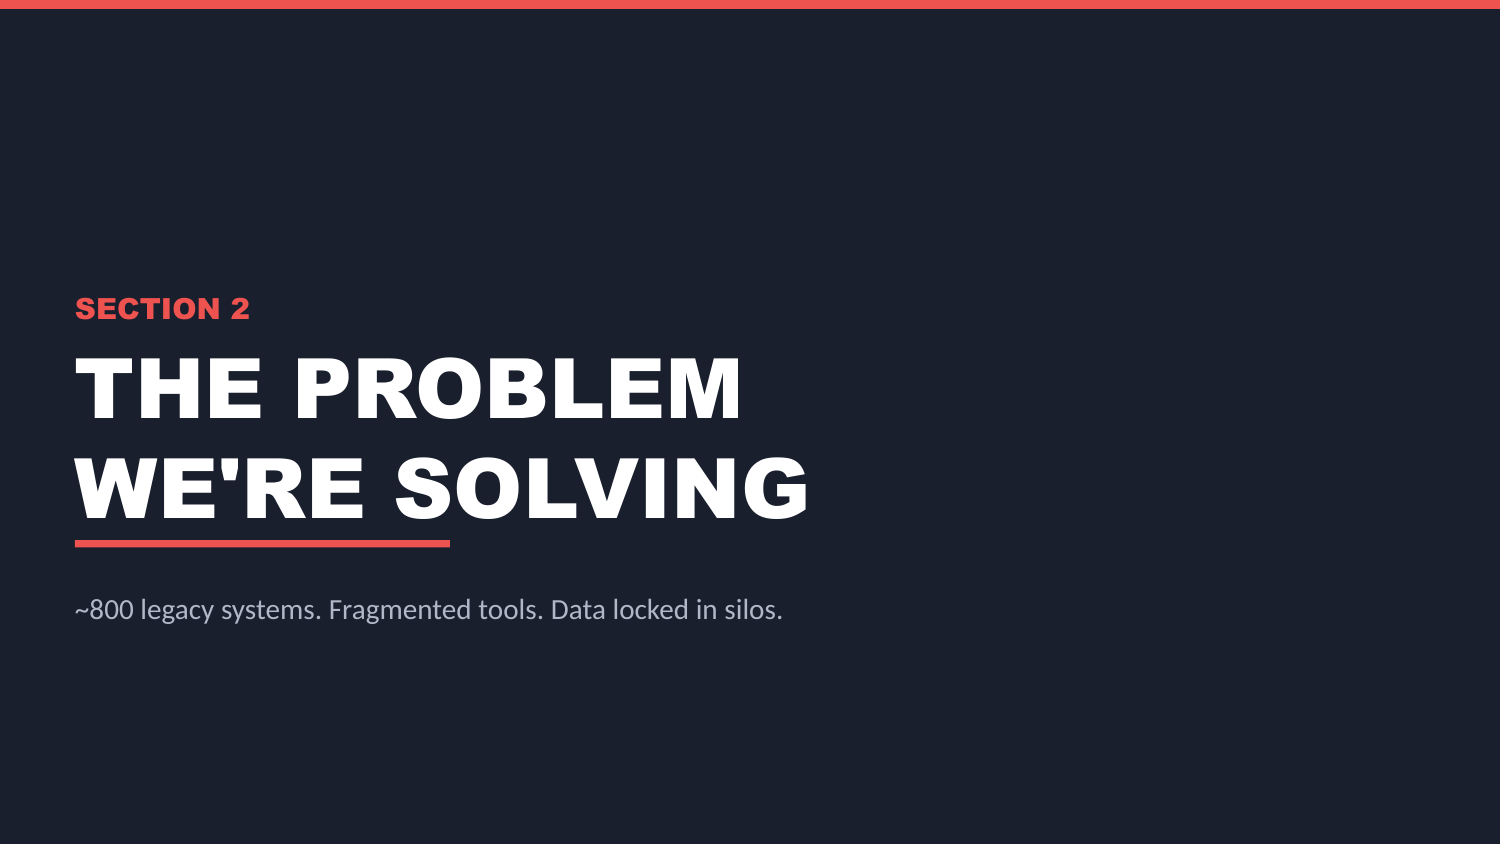 SECTION 2
THE PROBLEM
WE'RE SOLVING
~800 legacy systems. Fragmented tools. Data locked in silos.